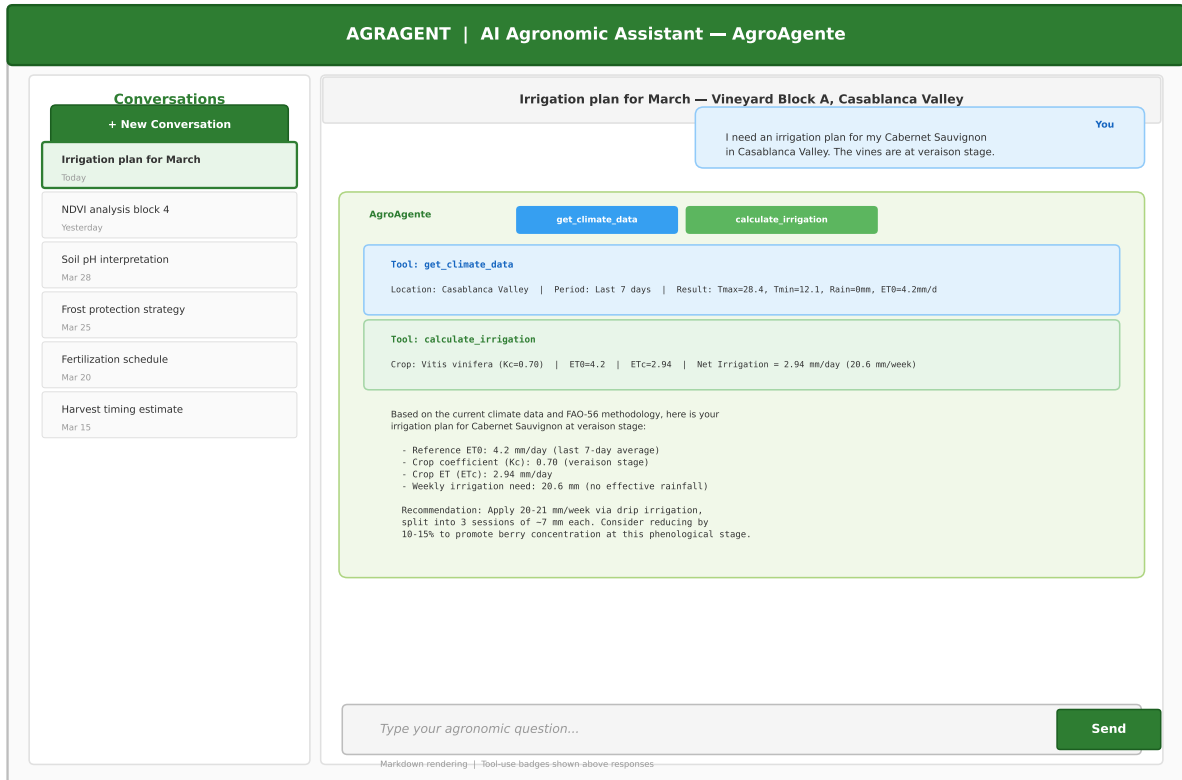 AGRAGENT | AI Agronomic Assistant — AgroAgente
Conversations
+ New Conversation
Irrigation plan for March
Today
NDVI analysis block 4
Yesterday
Soil pH interpretation
Mar 28
Frost protection strategy
Mar 25
Fertilization schedule
Mar 20
Harvest timing estimate
Mar 15
Irrigation plan for March — Vineyard Block A, Casablanca Valley
You
I need an irrigation plan for my Cabernet Sauvignon
in Casablanca Valley. The vines are at veraison stage.
AgroAgente
get_climate_data
calculate_irrigation
Tool: get_climate_data
Location: Casablanca Valley | Period: Last 7 days | Result: Tmax=28.4, Tmin=12.1, Rain=0mm, ET0=4.2mm/d
Tool: calculate_irrigation
Crop: Vitis vinifera (Kc=0.70) | ET0=4.2 | ETc=2.94 | Net Irrigation = 2.94 mm/day (20.6 mm/week)
Based on the current climate data and FAO-56 methodology, here is your
irrigation plan for Cabernet Sauvignon at veraison stage:
- Reference ET0: 4.2 mm/day (last 7-day average)
- Crop coefficient (Kc): 0.70 (veraison stage)
- Crop ET (ETc): 2.94 mm/day
- Weekly irrigation need: 20.6 mm (no effective rainfall)
Recommendation: Apply 20-21 mm/week via drip irrigation,
split into 3 sessions of ~7 mm each. Consider reducing by
10-15% to promote berry concentration at this phenological stage.
Type your agronomic question...
Send
Markdown rendering | Tool-use badges shown above responses